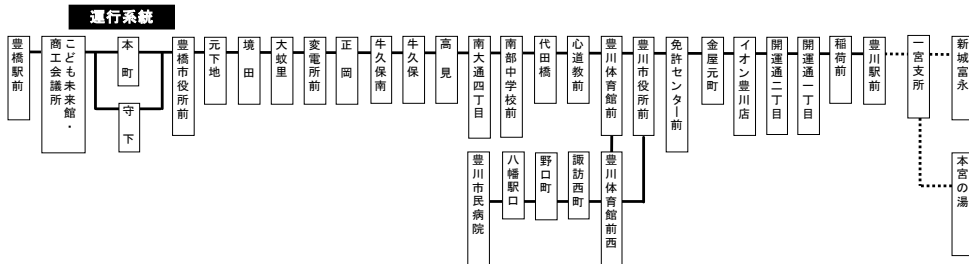 運行系統
豊橋駅前
こども未来館・
商工会議所
本町
守下
豊橋市役所前
元下地
境田
大蚊里
変電所前
正岡
牛久保南
牛久保
高見
南大通四丁目
南部中学校前
代田橋
心道教前
豊川体育館前
豊川市役所前
免許センター前
金屋元町
イオン豊川店
開運通二丁目
開運通一丁目
稲荷前
豊川駅前
一宮支所
新城富永
豊川市民病院
八幡駅口
野口町
諏訪西町
豊川体育館前西
本宮の湯